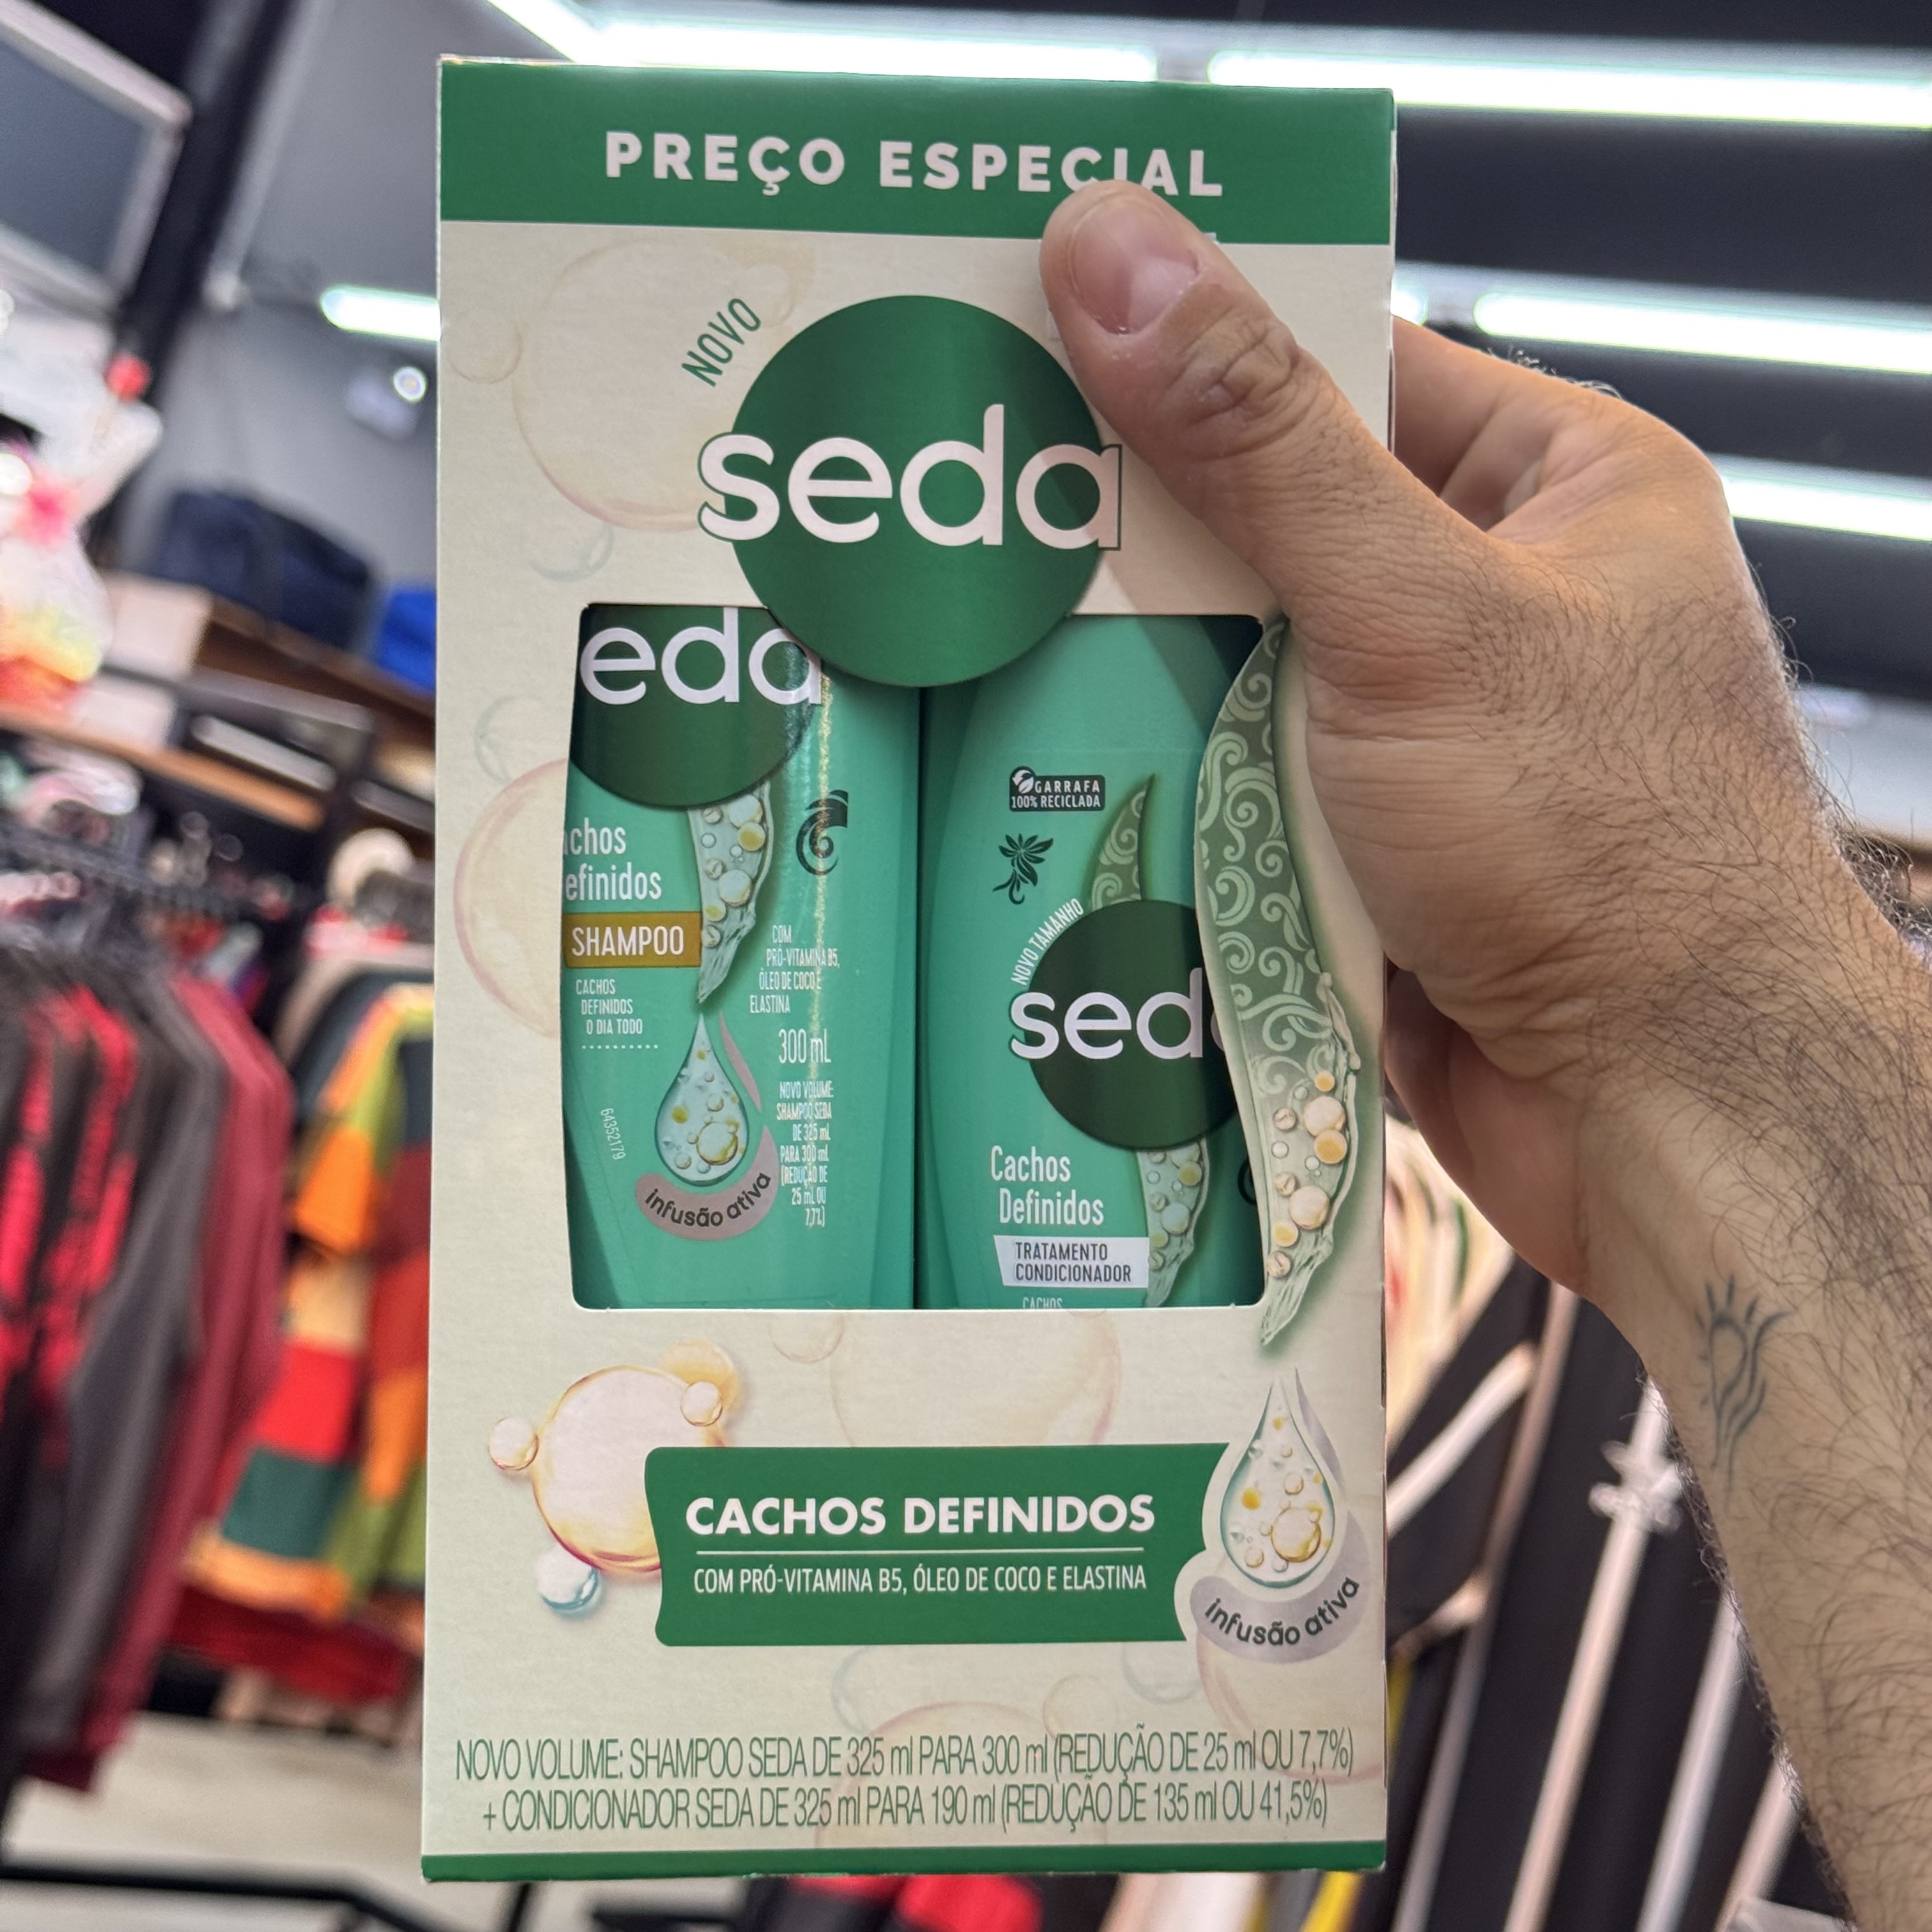 PREÇO ESPECIAL
NOVO
seda
eda
achos
efinidos
SHAMPOO
CACHOS
DEFINIDOS
O DIA TODO
COM
PRÓ-VITAMINA B5,
ÓLEO DE COCO E
ELASTINA
300 mL
NOVO VOLUME:
SHAMPOO SEDA
DE 325 mL
PARA 300 mL
(REDUÇÃO DE
25 mL OU
7,7%)
64352179
infusão ativa
GARRAFA
100% RECICLADA
NOVO TAMANHO
sed
Cachos
Definidos
TRATAMENTO
CONDICIONADOR
CACHOS
CACHOS DEFINIDOS
COM PRÓ-VITAMINA B5, ÓLEO DE COCO E ELASTINA
infusão ativa
NOVO VOLUME: SHAMPOO SEDA DE 325 ml PARA 300 ml (REDUÇÃO DE 25 ml OU 7,7%)
+ CONDICIONADOR SEDA DE 325 ml PARA 190 ml (REDUÇÃO DE 135 ml OU 41,5%)